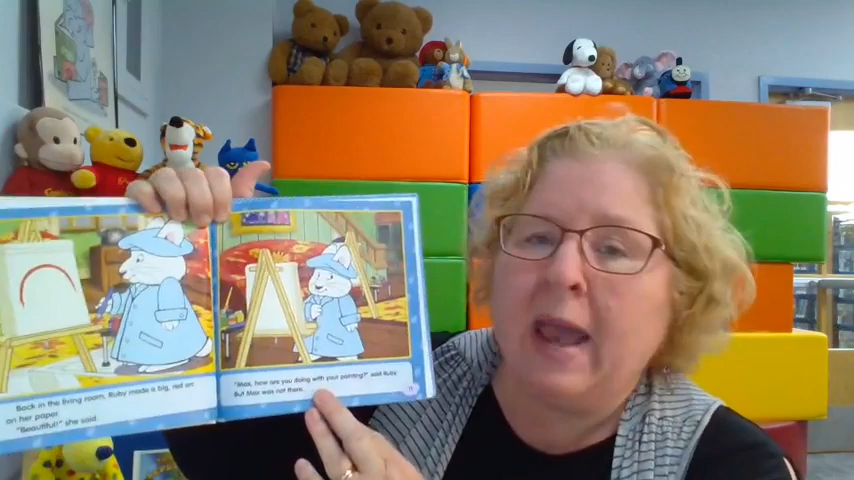 Back in the living room, Ruby made a big, red arc
on her paper.
"Beautiful!" she said.
"Max, how are you doing with your painting?" said Ruby.
But Max was not there.